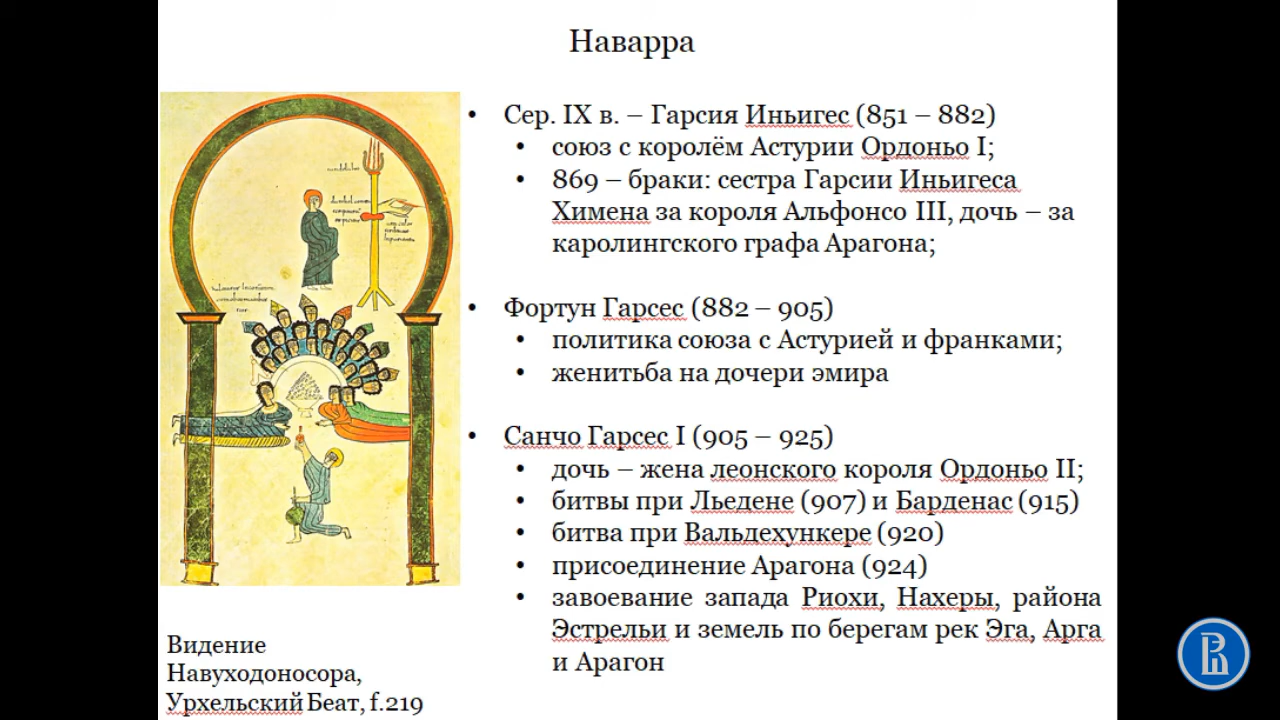 Наварра
• Сер. IX в. – Гарсия Иньигес (851 – 882)
• союз с королём Астурии Ордоньо I;
• 869 – браки: сестра Гарсии Иньигеса
Химена за короля Альфонсо III, дочь – за
каролингского графа Арагона;
• Фортун Гарсес (882 – 905)
• политика союза с Астурией и франками;
• женитьба на дочери эмира
• Санчо Гарсес I (905 – 925)
• дочь – жена леонского короля Ордоньо II;
• битвы при Льедене (907) и Барденас (915)
• битва при Вальдехункере (920)
• присоединение Арагона (924)
• завоевание запада Риохи, Нахеры, района
Эстрельи и земель по берегам рек Эга, Арга
и Арагон
Видение
Навуходоносора,
Урхельский Беат, f.219